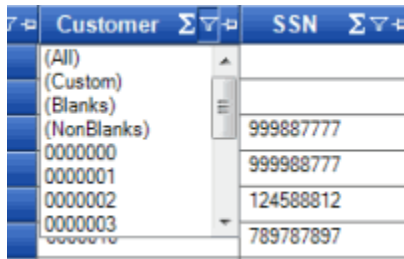 Customer Σ SSN Σ
(All)
(Custom)
(Blanks)
(NonBlanks) 999887777
0000000
0000001 999988777
0000002 124588812
0000003
789787897